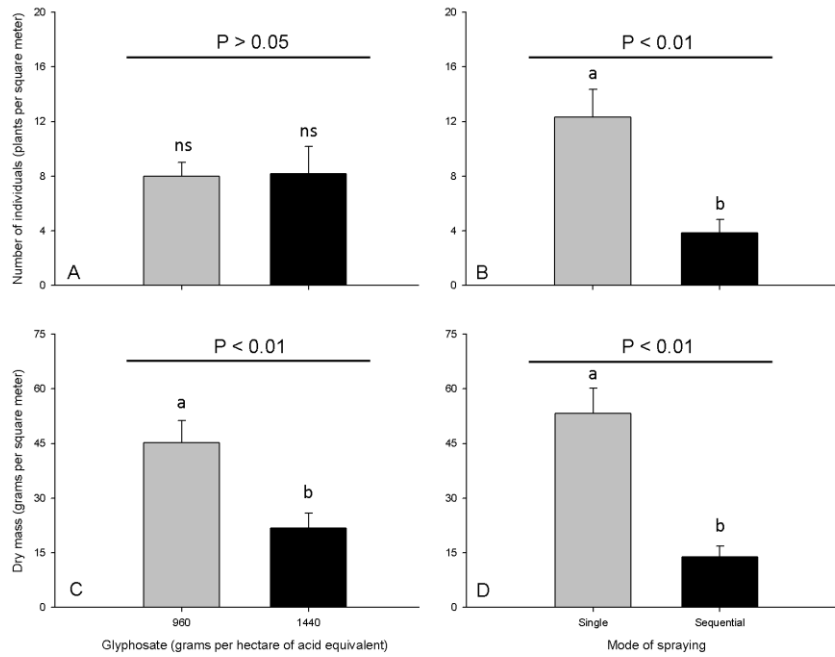 20
P > 0.05
16
ns
ns
12
8
4
0
A
Number of individuals (plants per square meter)
20
P < 0.01
16
a
12
8
b
4
0
B
75
P < 0.01
60
a
45
30
b
15
0
C
Dry mass (grams per square meter)
960
1440
Glyphosate (grams per hectare of acid equivalent)
75
P < 0.01
60
a
45
30
b
15
0
D
Single
Sequential
Mode of spraying